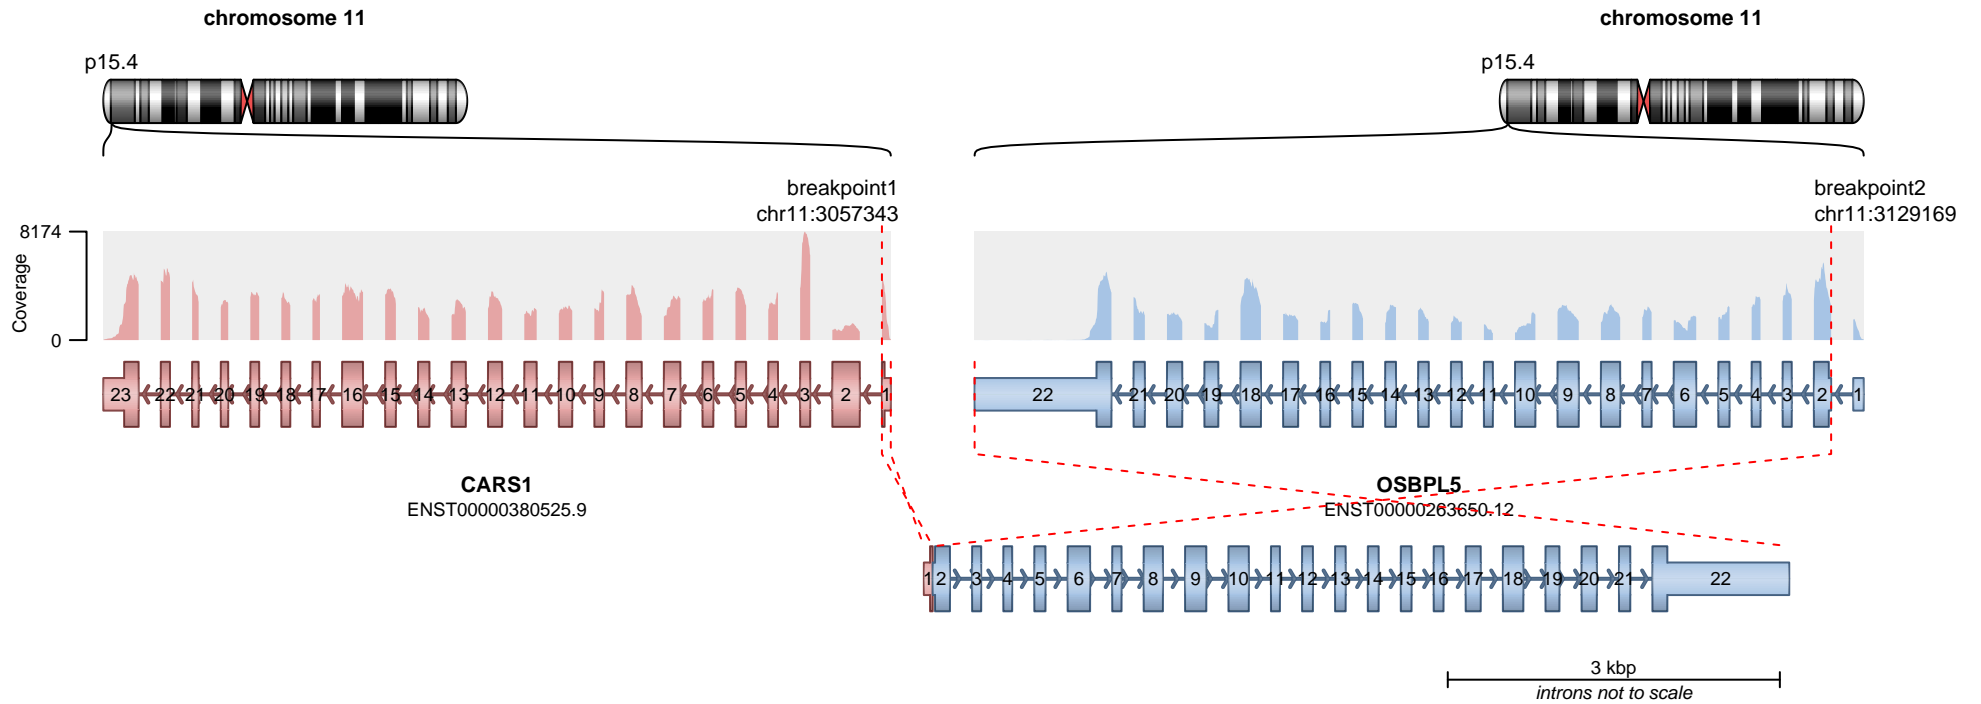 chromosome 11 chromosome 11
p15.4 p15.4
breakpoint1 breakpoint2
chr11:3057343 chr11:3129169
8174
Coverage
0
23 22 21 20 19 18 17 16 15 14 13 12 11 10 9 8 7 6 5 4 3 2 1 22 21 20 19 18 17 16 15 14 13 12 11 10 9 8 7 6 5 4 3 2 1
CARS1 OSBPL5
ENST00000380525.9 ENST00000263650.12
1 2 3 4 5 6 7 8 9 10 11 12 13 14 15 16 17 18 19 20 21 22
3 kbp
introns not to scale